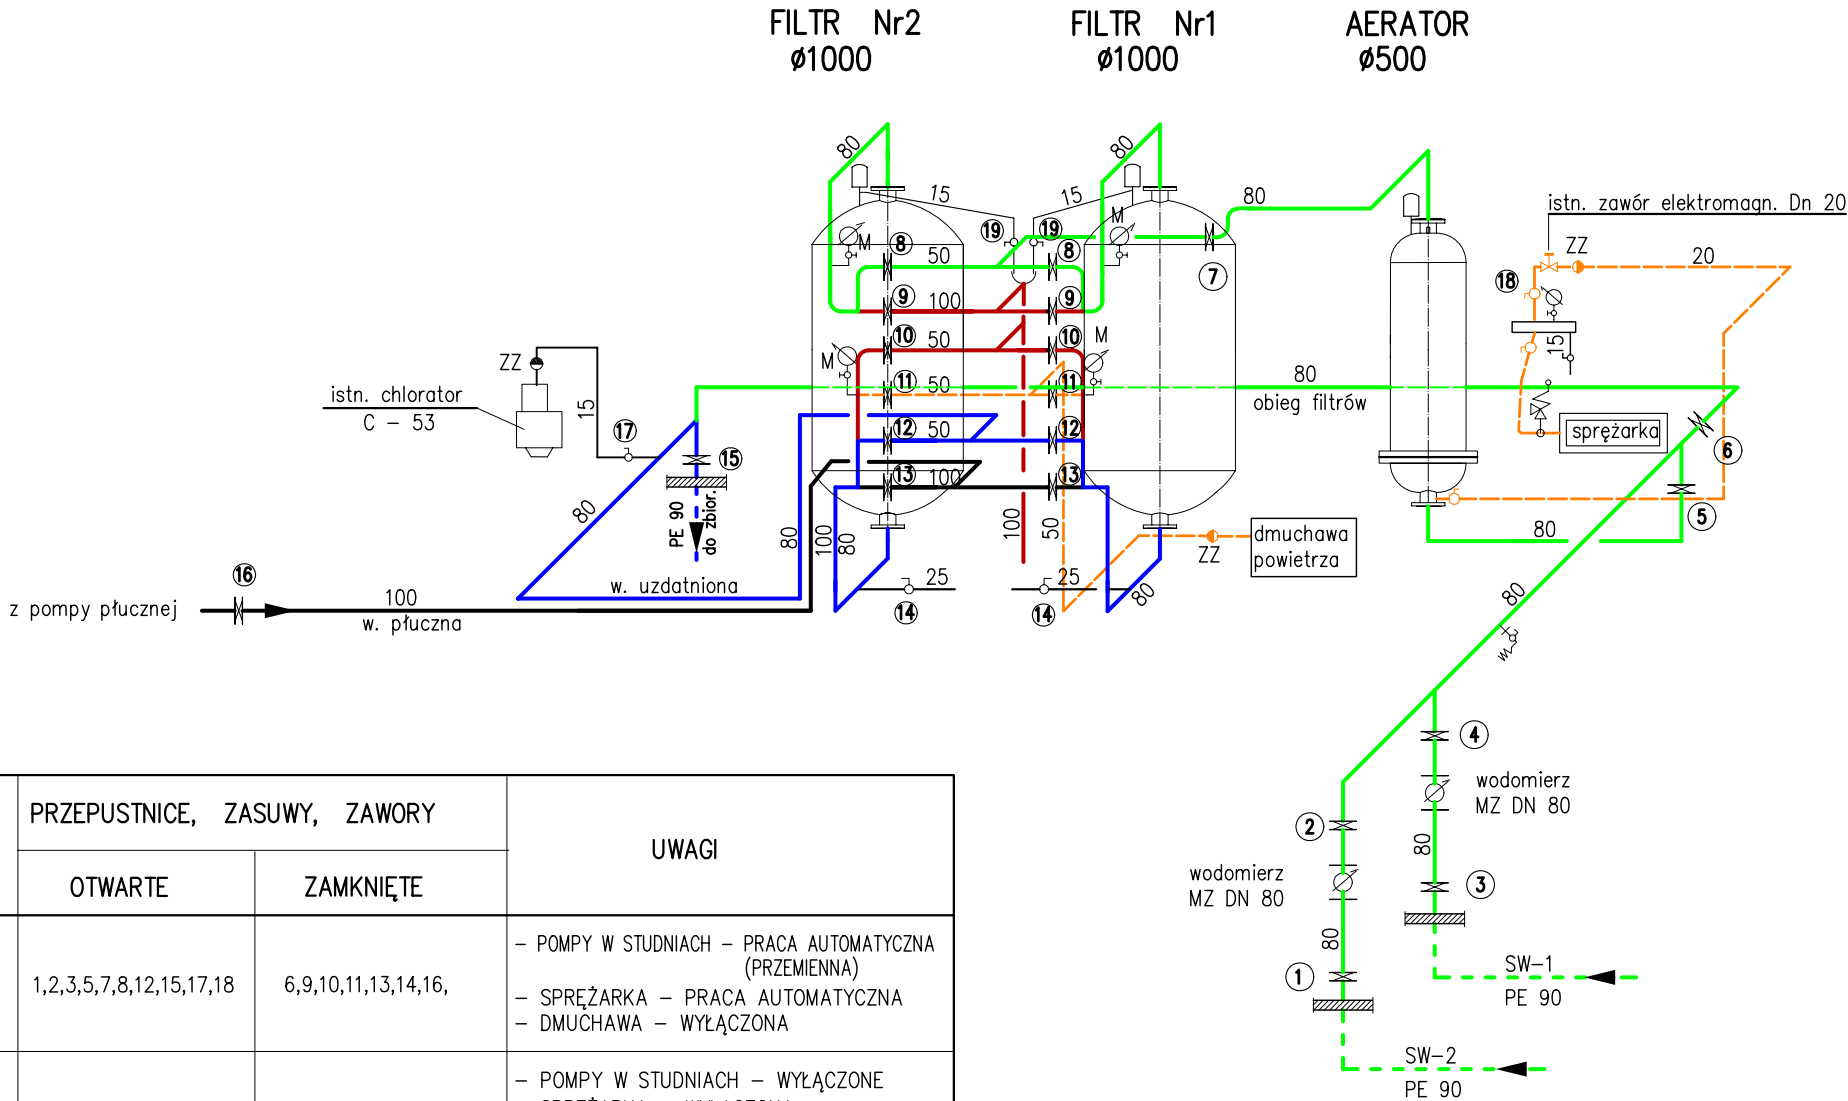 FILTR Nr2
ø1000
FILTR Nr1
ø1000
AERATOR
ø500
80
80
80
15
15
istn. zawór elektromagn. Dn 20
M
M
19
19
8
50
8
7
ZZ
20
18
9
100
9
10
50
10
15
ZZ
M
M
istn. chlorator
C - 53
15
11
50
11
80
obieg filtrów
sprężarka
17
15
12
50
12
6
13
100
13
80
PE 90
do zbior.
80
100
80
100
50
5
80
ZZ
dmuchawa
powietrza
16
z pompy płucznej
100
w. płuczna
w. uzdatniona
25
14
25
14
80
80
4
wodomierz
MZ DN 80
2
80
wodomierz
MZ DN 80
3
80
1
SW-1
PE 90
SW-2
PE 90
PRZEPUSTNICE, ZASUWY, ZAWORY
UWAGI
OTWARTE
ZAMKNIĘTE
1,2,3,5,7,8,12,15,17,18
6,9,10,11,13,14,16,
- POMPY W STUDNIACH - PRACA AUTOMATYCZNA
(PRZEMIENNA)
- SPRĘŻARKA - PRACA AUTOMATYCZNA
- DMUCHAWA - WYŁĄCZONA
- POMPY W STUDNIACH - WYŁĄCZONE